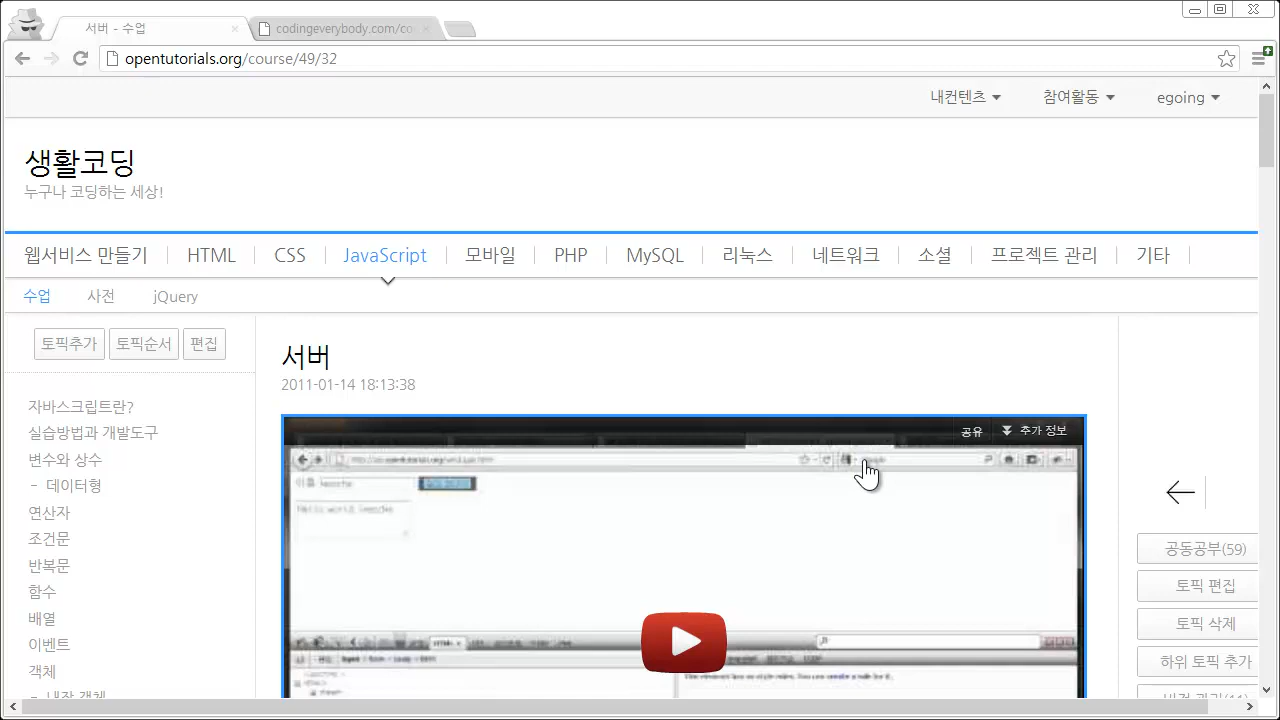 서버 - 수업
codingeverybody.com/co
opentutorials.org/course/49/32
내컨텐츠 참여활동 egoing
생활코딩
누구나 코딩하는 세상!
웹서비스 만들기 HTML CSS JavaScript 모바일 PHP MySQL 리눅스 네트워크 소셜 프로젝트 관리 기타
수업 사전 jQuery
토픽추가 토픽순서 편집
자바스크립트란?
실습방법과 개발도구
변수와 상수
- 데이터형
연산자
조건문
반복문
함수
배열
이벤트
객체
- 내장 객체
서버
2011-01-14 18:13:38
공유 추가 정보
Hello world
공동공부(59)
토픽 편집
토픽 삭제
하위 토픽 추가